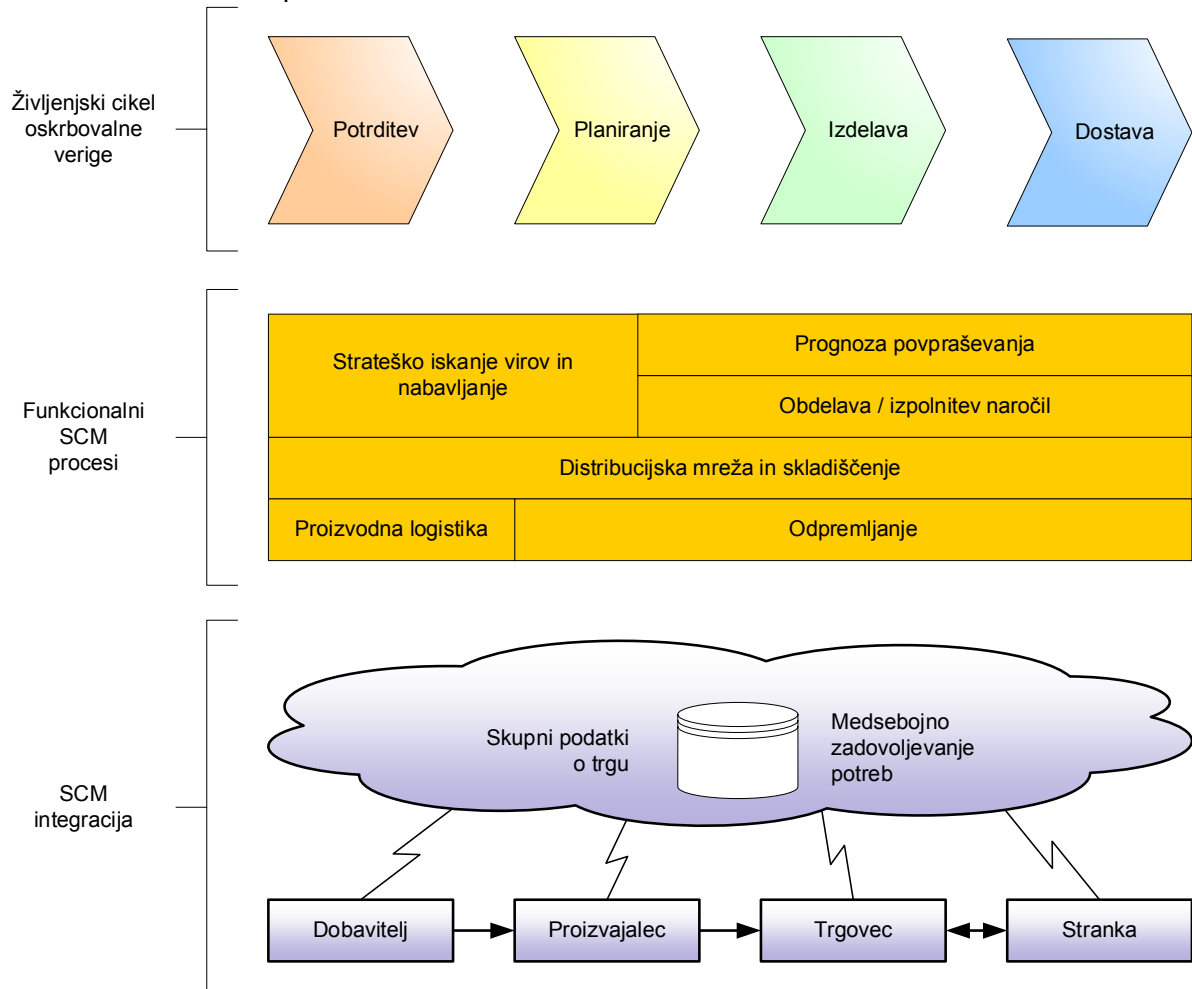 Življenjski cikel
oskrbovalne
verige
Potrditev
Planiranje
Izdelava
Dostava
Funkcionalni
SCM
procesi
Strateško iskanje virov in
nabavljanje
Prognoza povpraševanja
Obdelava / izpolnitev naročil
Distribucijska mreža in skladiščenje
Proizvodna logistika
Odpremljanje
SCM
integracija
Skupni podatki
o trgu
Medsebojno
zadovoljevanje
potreb
Dobavitelj
Proizvajalec
Trgovec
Stranka